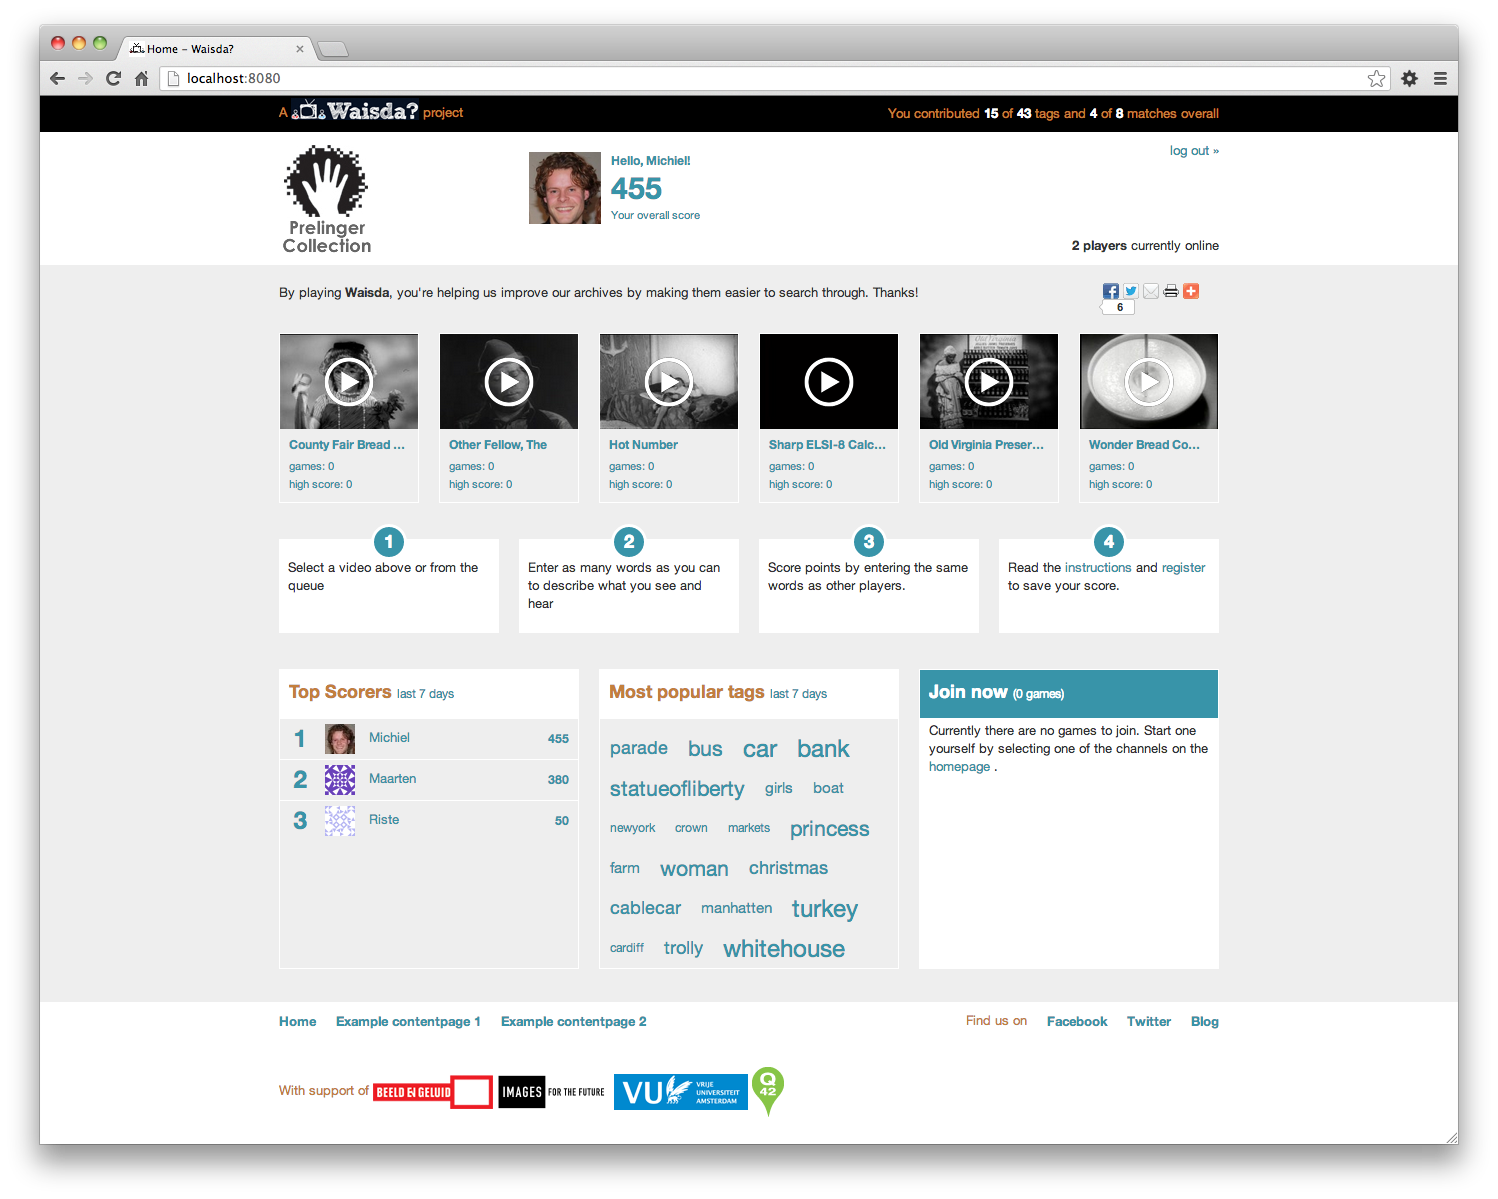 Home – Waisda?
localhost:8080
A Waisda? project
You contributed 15 of 43 tags and 4 of 8 matches overall
log out »
Prelinger
Collection
Hello, Michiel!
455
Your overall score
2 players currently online
By playing Waisda, you're helping us improve our archives by making them easier to search through. Thanks!
6
County Fair Bread ...
games: 0
high score: 0
Other Fellow, The
games: 0
high score: 0
Hot Number
games: 0
high score: 0
Sharp ELSI-8 Calc...
games: 0
high score: 0
Old Virginia Preser...
games: 0
high score: 0
Wonder Bread Co...
games: 0
high score: 0
1
Select a video above or from the
queue
2
Enter as many words as you can
to describe what you see and
hear
3
Score points by entering the same
words as other players.
4
Read the instructions and register
to save your score.
Top Scorers last 7 days
1 Michiel 455
2 Maarten 380
3 Riste 50
Most popular tags last 7 days
parade bus car bank
statueofliberty girls boat
newyork crown markets princess
farm woman christmas
cablecar manhatten turkey
cardiff trolly whitehouse
Join now (0 games)
Currently there are no games to join. Start one
yourself by selecting one of the channels on the
homepage .
Home Example contentpage 1 Example contentpage 2
Find us on Facebook Twitter Blog
With support of BEELD EN GELUID IMAGES FOR THE FUTURE
VU VRIJE
UNIVERSITEIT
AMSTERDAM
Q
42